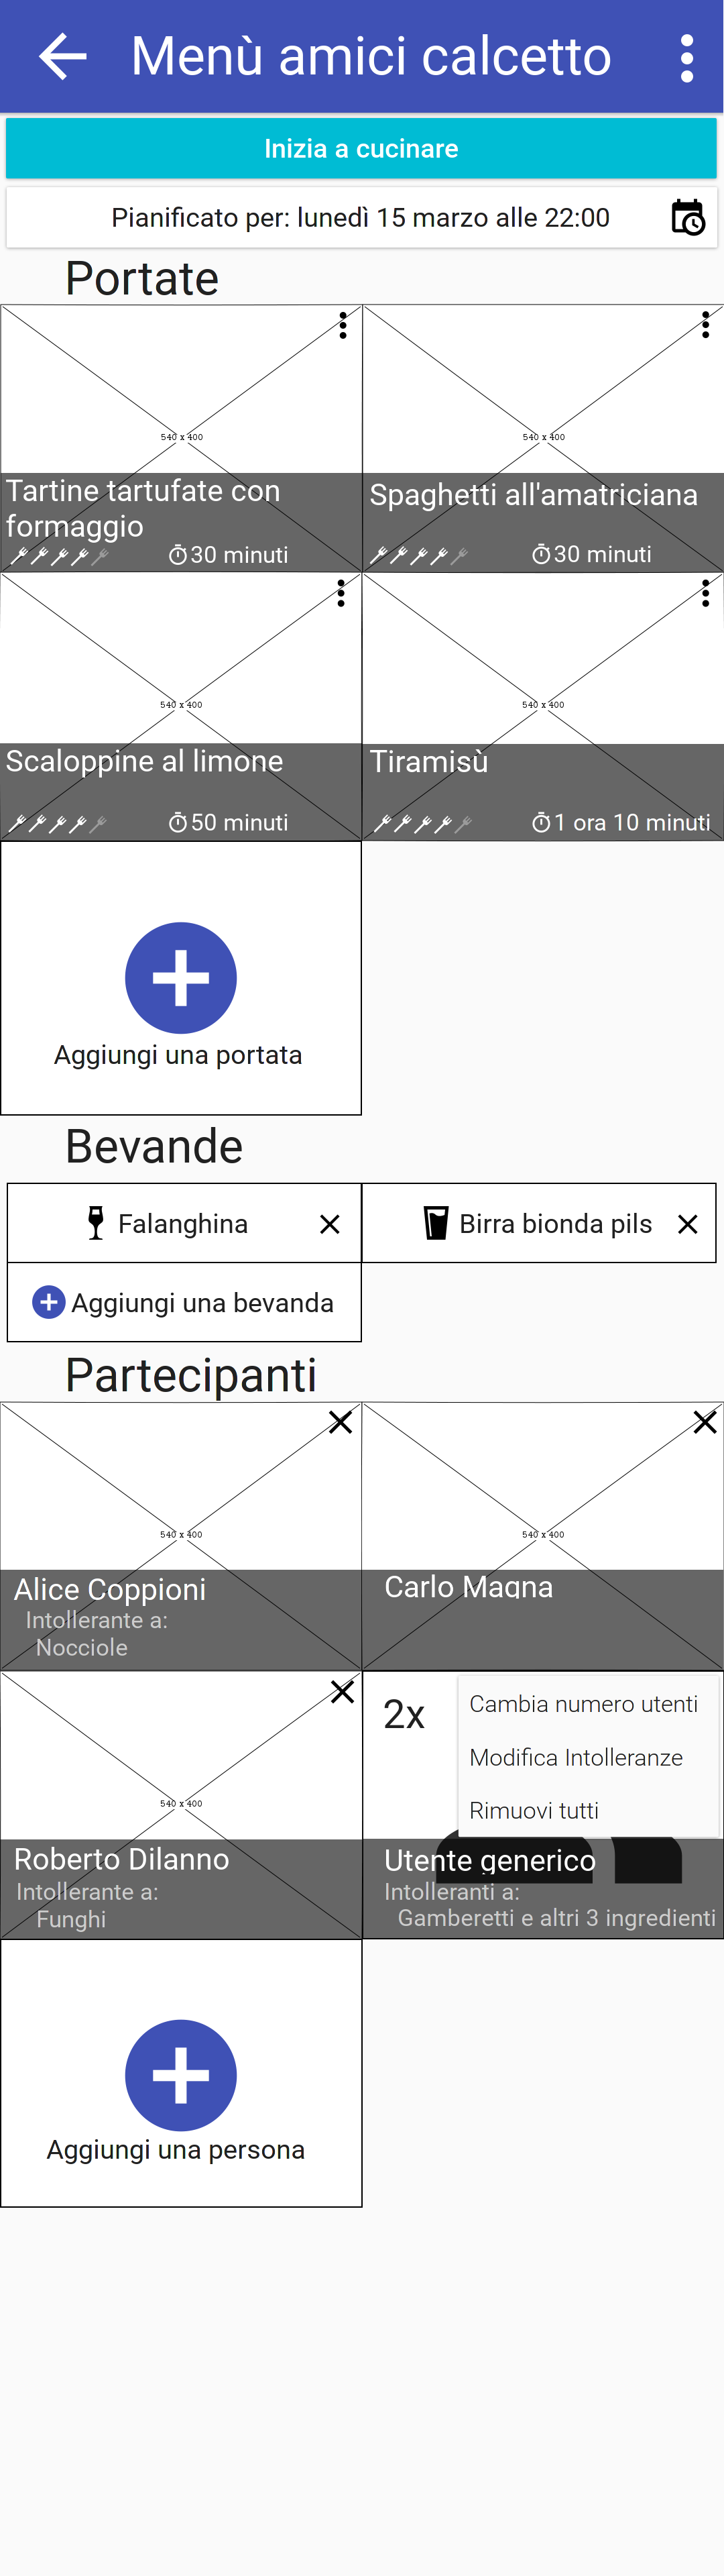 Menù amici calcetto
Inizia a cucinare
Pianificato per: lunedì 15 marzo alle 22:00
Portate
540 x 400
Tartine tartufate con
formaggio
30 minuti
540 x 400
Spaghetti all'amatriciana
30 minuti
540 x 400
Scaloppine al limone
50 minuti
540 x 400
Tiramisù
1 ora 10 minuti
Aggiungi una portata
Bevande
Falanghina
Birra bionda pils
Aggiungi una bevanda
Partecipanti
540 x 400
Alice Coppioni
Intollerante a:
Nocciole
540 x 400
Carlo Magna
540 x 400
Roberto Dilanno
Intollerante a:
Funghi
2x
Cambia numero utenti
Modifica Intolleranze
Rimuovi tutti
Utente generico
Intolleranti a:
Gamberetti e altri 3 ingredienti
Aggiungi una persona